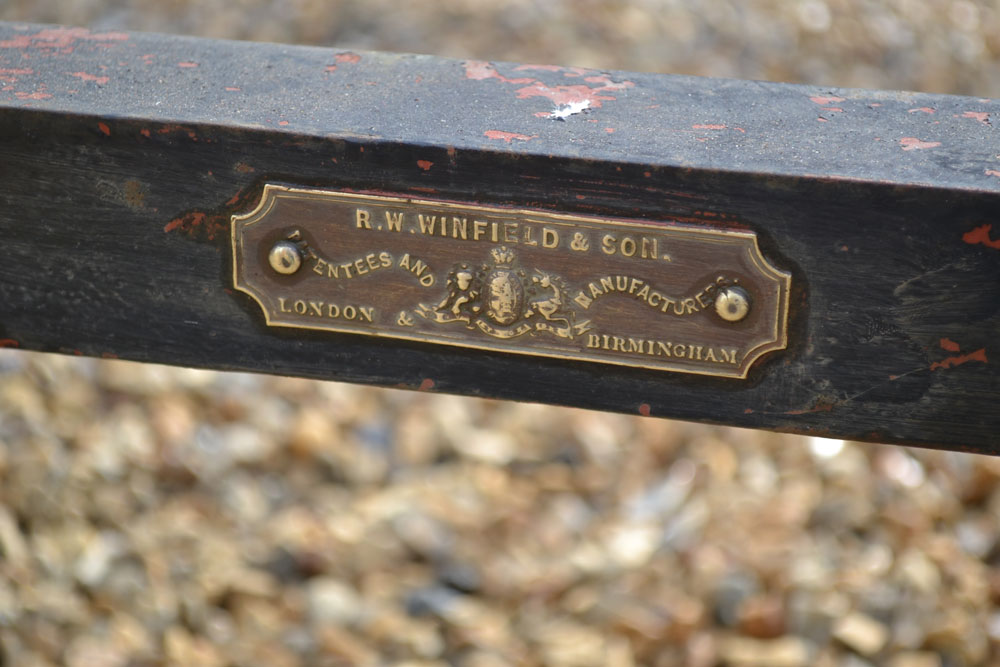 R.W. WINFIELD & SON.
PATENTEES AND MANUFACTURERS
LONDON & BIRMINGHAM